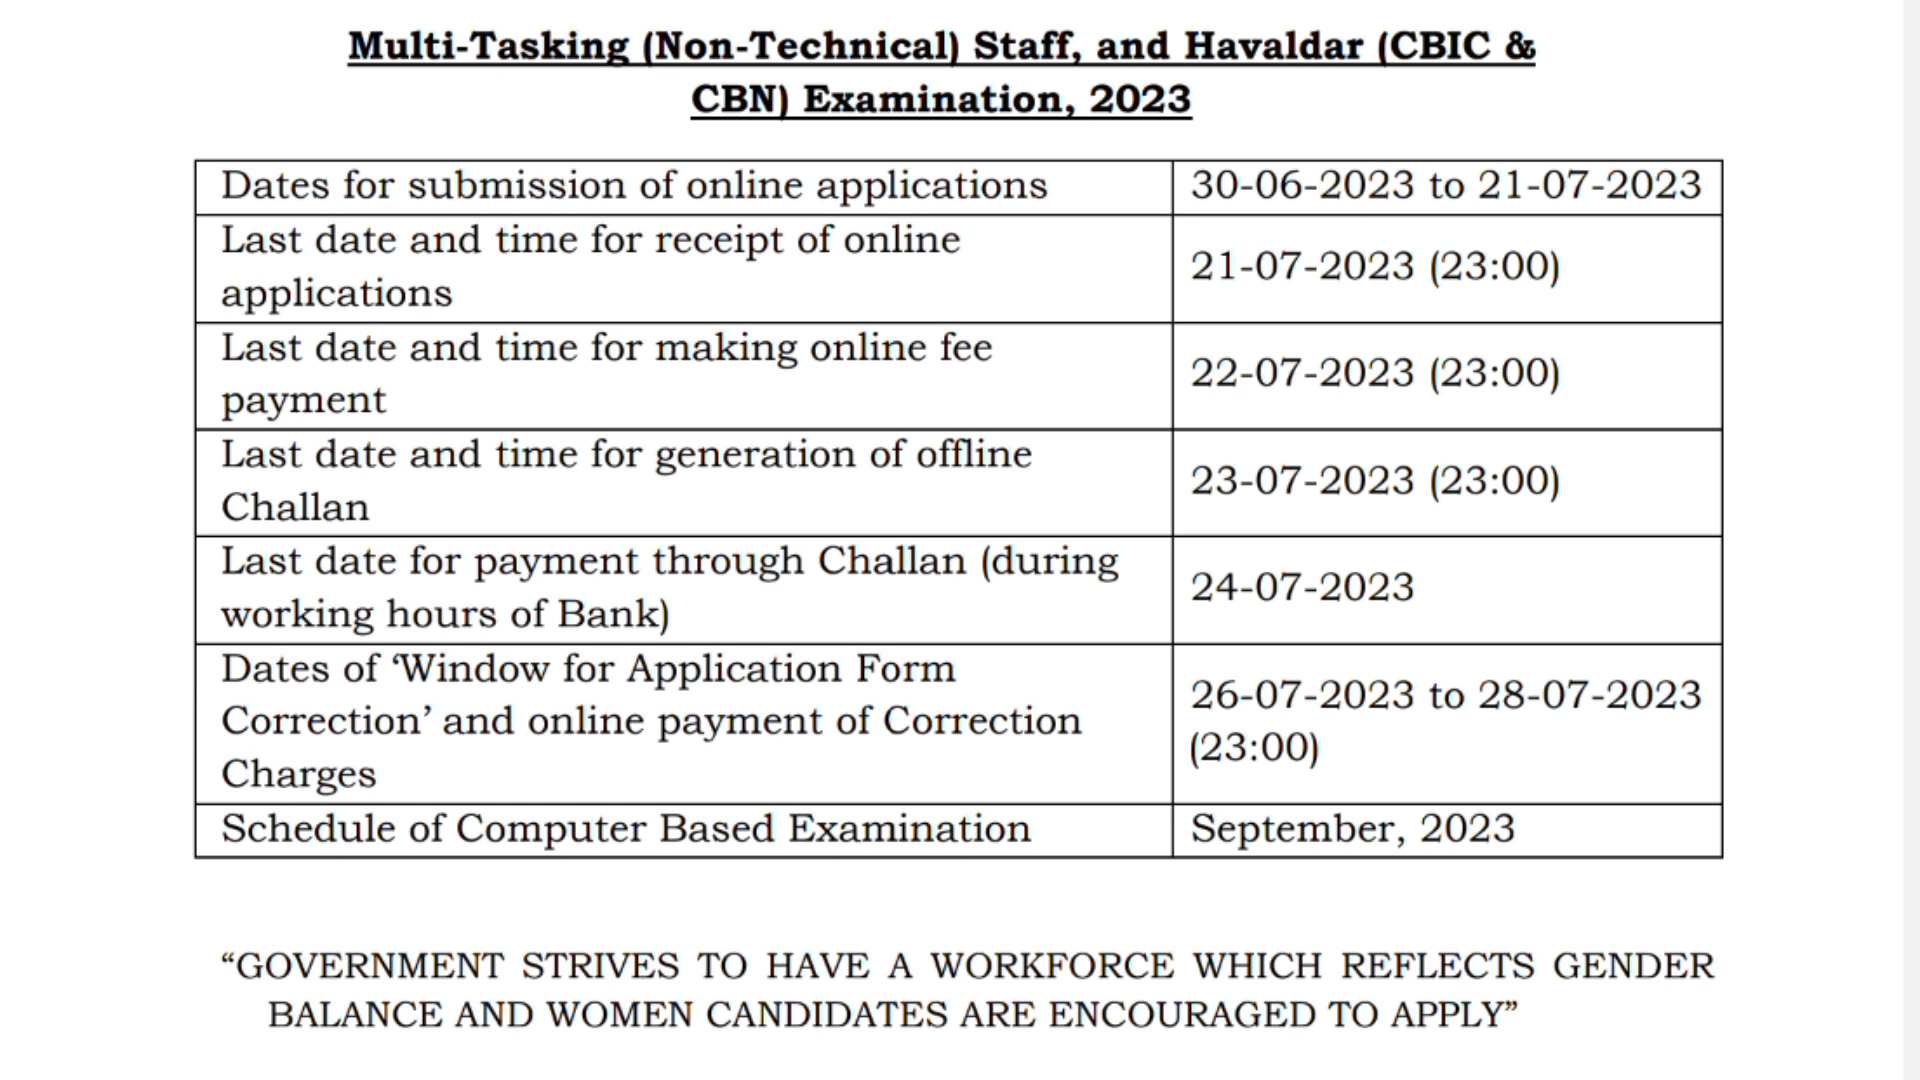 Multi-Tasking (Non-Technical) Staff, and Havaldar (CBIC &
CBN) Examination, 2023
Dates for submission of online applications
30-06-2023 to 21-07-2023
Last date and time for receipt of online
applications
21-07-2023 (23:00)
Last date and time for making online fee
payment
22-07-2023 (23:00)
Last date and time for generation of offline
Challan
23-07-2023 (23:00)
Last date for payment through Challan (during
working hours of Bank)
24-07-2023
Dates of ‘Window for Application Form
Correction’ and online payment of Correction
Charges
26-07-2023 to 28-07-2023
(23:00)
Schedule of Computer Based Examination
September, 2023
“GOVERNMENT STRIVES TO HAVE A WORKFORCE WHICH REFLECTS GENDER
BALANCE AND WOMEN CANDIDATES ARE ENCOURAGED TO APPLY”